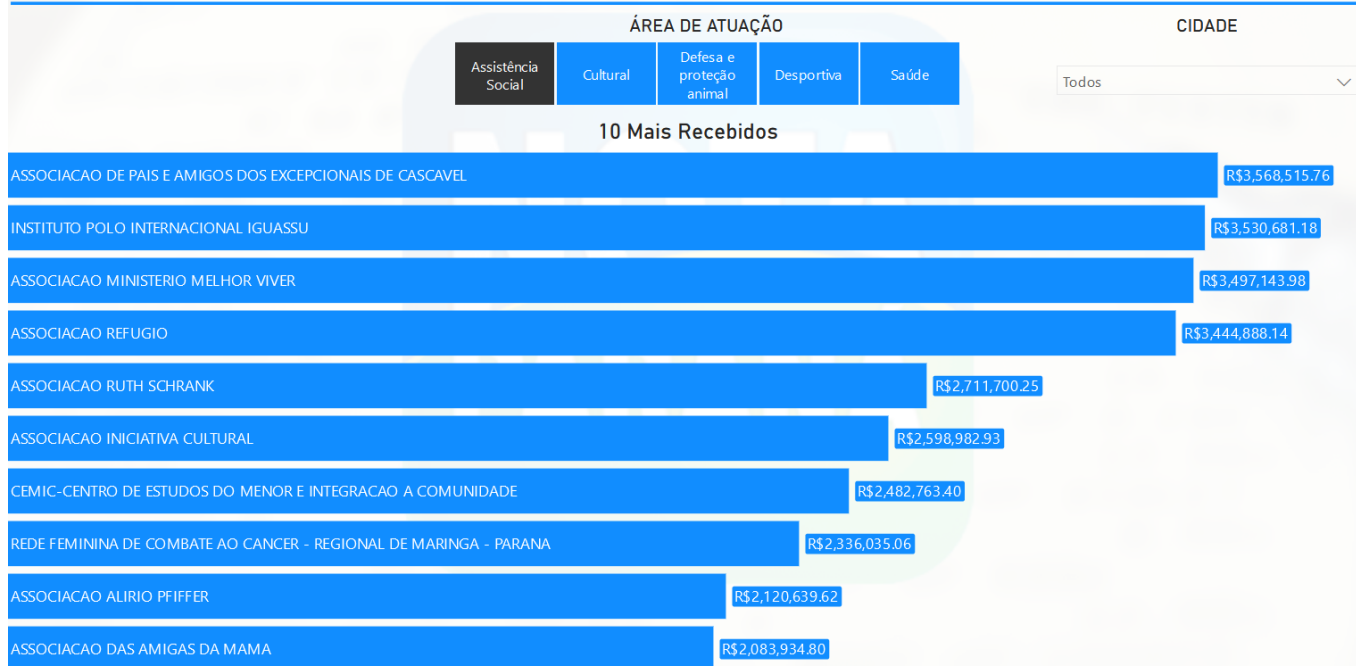 ÁREA DE ATUAÇÃO
CIDADE
Assistência
Social
Cultural
Defesa e
proteção
animal
Desportiva
Saúde
Todos
10 Mais Recebidos
ASSOCIACAO DE PAIS E AMIGOS DOS EXCEPCIONAIS DE CASCAVEL R$3,568,515.76
INSTITUTO POLO INTERNACIONAL IGUASSU R$3,530,681.18
ASSOCIACAO MINISTERIO MELHOR VIVER R$3,497,143.98
ASSOCIACAO REFUGIO R$3,444,888.14
ASSOCIACAO RUTH SCHRANK R$2,711,700.25
ASSOCIACAO INICIATIVA CULTURAL R$2,598,982.93
CEMIC-CENTRO DE ESTUDOS DO MENOR E INTEGRACAO A COMUNIDADE R$2,482,763.40
REDE FEMININA DE COMBATE AO CANCER - REGIONAL DE MARINGA - PARANA R$2,336,035.06
ASSOCIACAO ALIRIO PFIFFER R$2,120,639.62
ASSOCIACAO DAS AMIGAS DA MAMA R$2,083,934.80